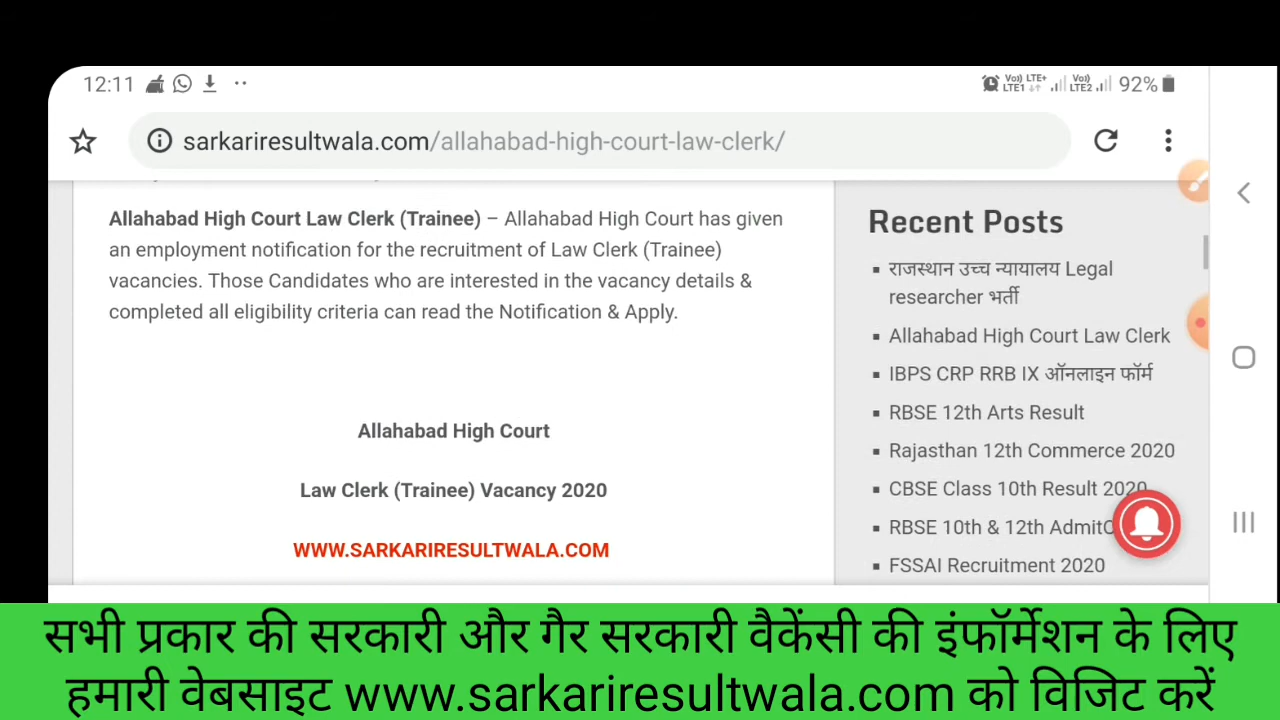 12:11
Vo)) LTE+
LTE1
Vo))
LTE2
92%
sarkariresultwala.com/allahabad-high-court-law-clerk/
Allahabad High Court Law Clerk (Trainee) – Allahabad High Court has given
an employment notification for the recruitment of Law Clerk (Trainee)
vacancies. Those Candidates who are interested in the vacancy details &
completed all eligibility criteria can read the Notification & Apply.
Allahabad High Court
Law Clerk (Trainee) Vacancy 2020
WWW.SARKARIRESULTWALA.COM
Recent Posts
राजस्थान उच्च न्यायालय Legal
researcher भर्ती
Allahabad High Court Law Clerk
IBPS CRP RRB IX ऑनलाइन फॉर्म
RBSE 12th Arts Result
Rajasthan 12th Commerce 2020
CBSE Class 10th Result 2020
RBSE 10th & 12th
FSSAI Recruitment 2020
सभी प्रकार की सरकारी और गैर सरकारी वैकेंसी की इंफॉर्मेशन के लिए
हमारी वेबसाइट www.sarkariresultwala.com को विजिट करें